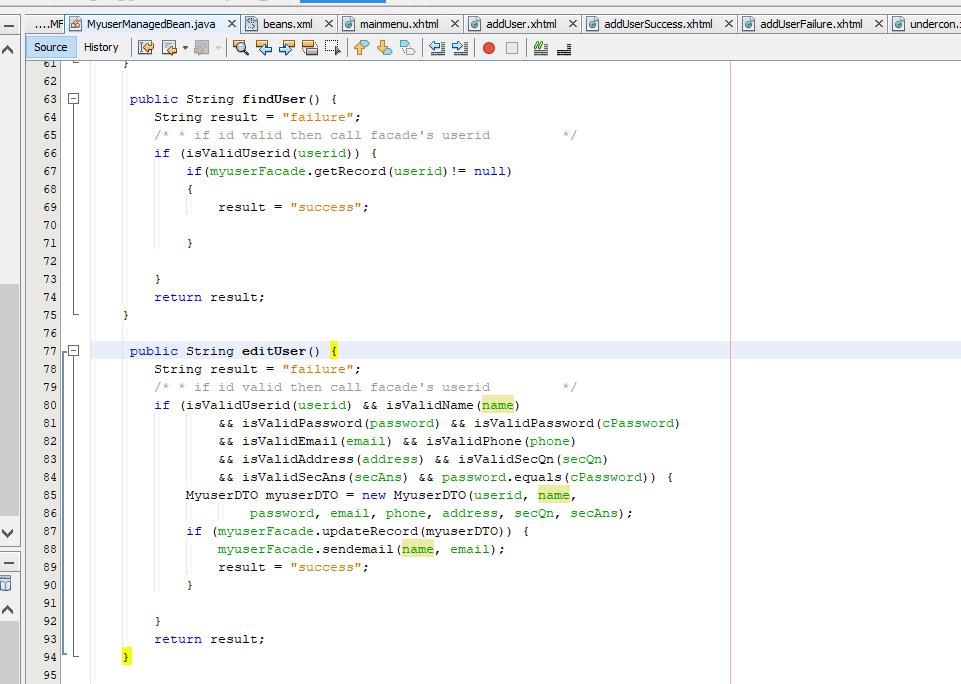 ....MF MyuserManagedBean.java beans.xml mainmenu.xhtml addUser.xhtml addUserSuccess.xhtml addUserFailure.xhtml undercon.
Source History
61 }
62
63 public String findUser() {
64 String result = "failure";
65 /* * if id valid then call facade's userid */
66 if (isValidUserid(userid)) {
67 if(myuserFacade.getRecord(userid)!= null)
68 {
69 result = "success";
70
71 }
72
73 }
74 return result;
75 }
76
77 public String editUser() {
78 String result = "failure";
79 /* * if id valid then call facade's userid */
80 if (isValidUserid(userid) && isValidName(name)
81 && isValidPassword(password) && isValidPassword(cPassword)
82 && isValidEmail(email) && isValidPhone(phone)
83 && isValidAddress(address) && isValidSecQn(secQn)
84 && isValidSecAns(secAns) && password.equals(cPassword)) {
85 MyuserDTO myuserDTO = new MyuserDTO(userid, name,
86 password, email, phone, address, secQn, secAns);
87 if (myuserFacade.updateRecord(myuserDTO)) {
88 myuserFacade.sendemail(name, email);
89 result = "success";
90 }
91
92 }
93 return result;
94 }
95